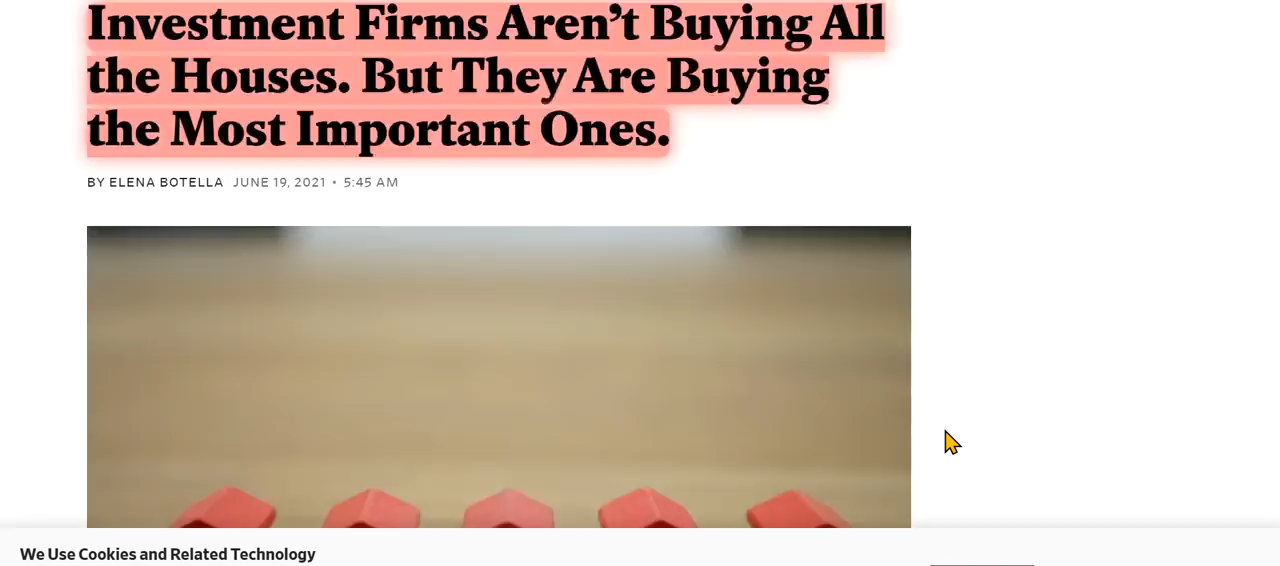 Investment Firms Aren’t Buying All
the Houses. But They Are Buying
the Most Important Ones.
BY ELENA BOTELLA JUNE 19, 2021 • 5:45 AM
We Use Cookies and Related Technology